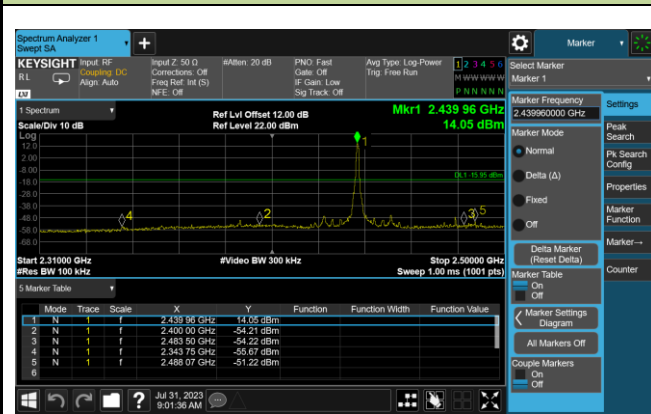 Spectrum Analyzer 1
Swept SA
+
Marker
KEYSIGHT
RL
LXI
Input: RF
Coupling: DC
Align: Auto
Input Z: 50 Ω
Corrections: Off
Freq Ref: Int (S)
NFE: Off
#Atten: 20 dB
PNO: Fast
Gate: Off
IF Gain: Low
Sig Track: Off
Avg Type: Log-Power
Trig: Free Run
1 2 3 4 5 6
M W W W W W
P N N N N N
Select Marker
Marker 1
1 Spectrum
Scale/Div 10 dB
Ref Lvl Offset 12.00 dB
Ref Level 22.00 dBm
Mkr1 2.439 96 GHz
14.05 dBm
Log
12.0
2.00
-8.00
-18.0
-28.0
-38.0
-48.0
-58.0
-68.0
1
DL1 -15.95 dBm
4
2
3
5
Start 2.31000 GHz
#Res BW 100 kHz
#Video BW 300 kHz
Stop 2.50000 GHz
Sweep 1.00 ms (1001 pts)
5 Marker Table
Mode Trace Scale X Y Function Function Width Function Value
1 N 1 f 2.439 96 GHz 14.05 dBm
2 N 1 f 2.400 00 GHz -54.21 dBm
3 N 1 f 2.483 50 GHz -54.22 dBm
4 N 1 f 2.343 75 GHz -55.67 dBm
5 N 1 f 2.488 07 GHz -51.22 dBm
6
Marker Frequency
2.439960000 GHz
Marker Mode
Normal
Delta (Δ)
Fixed
Off
Delta Marker
(Reset Delta)
Marker Table
On
Off
Marker Settings
Diagram
All Markers Off
Couple Markers
On
Off
Settings
Peak
Search
Pk Search
Config
Properties
Marker
Function
Marker→
Counter
?
Jul 31, 2023
9:01:36 AM